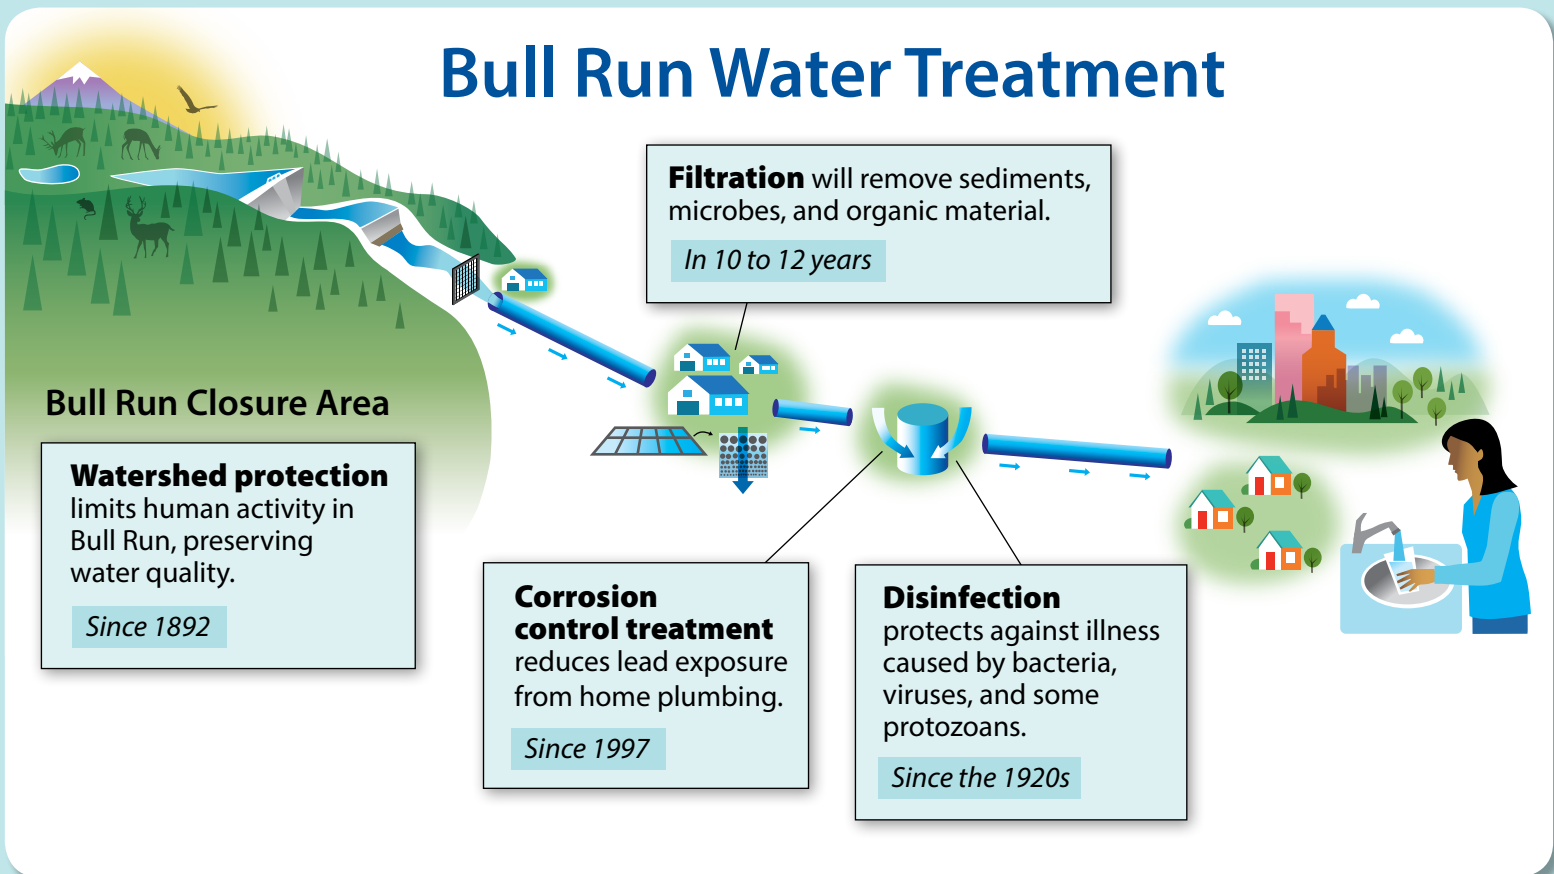 Bull Run Water Treatment
Filtration will remove sediments,
microbes, and organic material.
In 10 to 12 years
Bull Run Closure Area
Watershed protection
limits human activity in
Bull Run, preserving
water quality.
Since 1892
Corrosion
control treatment
reduces lead exposure
from home plumbing.
Since 1997
Disinfection
protects against illness
caused by bacteria,
viruses, and some
protozoans.
Since the 1920s